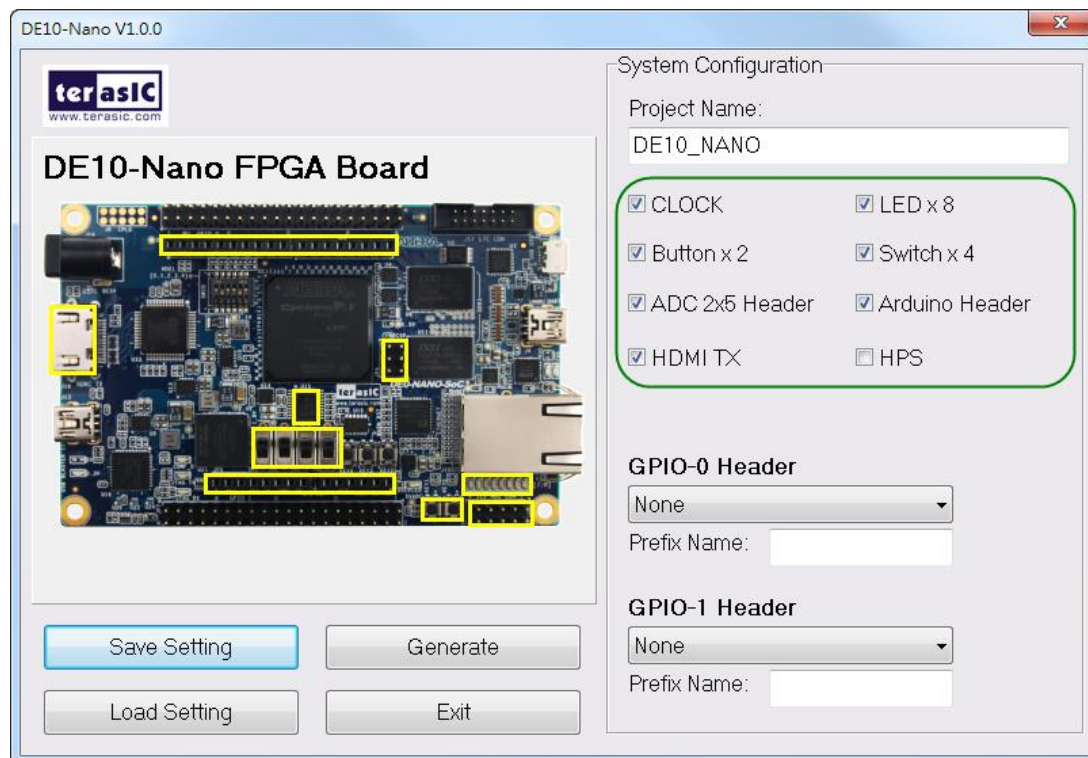 DE10-Nano V1.0.0
terasIC
www.terasic.com
DE10-Nano FPGA Board
System Configuration
Project Name:
DE10_NANO
CLOCK
LED x 8
Button x 2
Switch x 4
ADC 2x5 Header
Arduino Header
HDMI TX
HPS
GPIO-0 Header
None
Prefix Name:
GPIO-1 Header
None
Prefix Name:
Save Setting
Generate
Load Setting
Exit